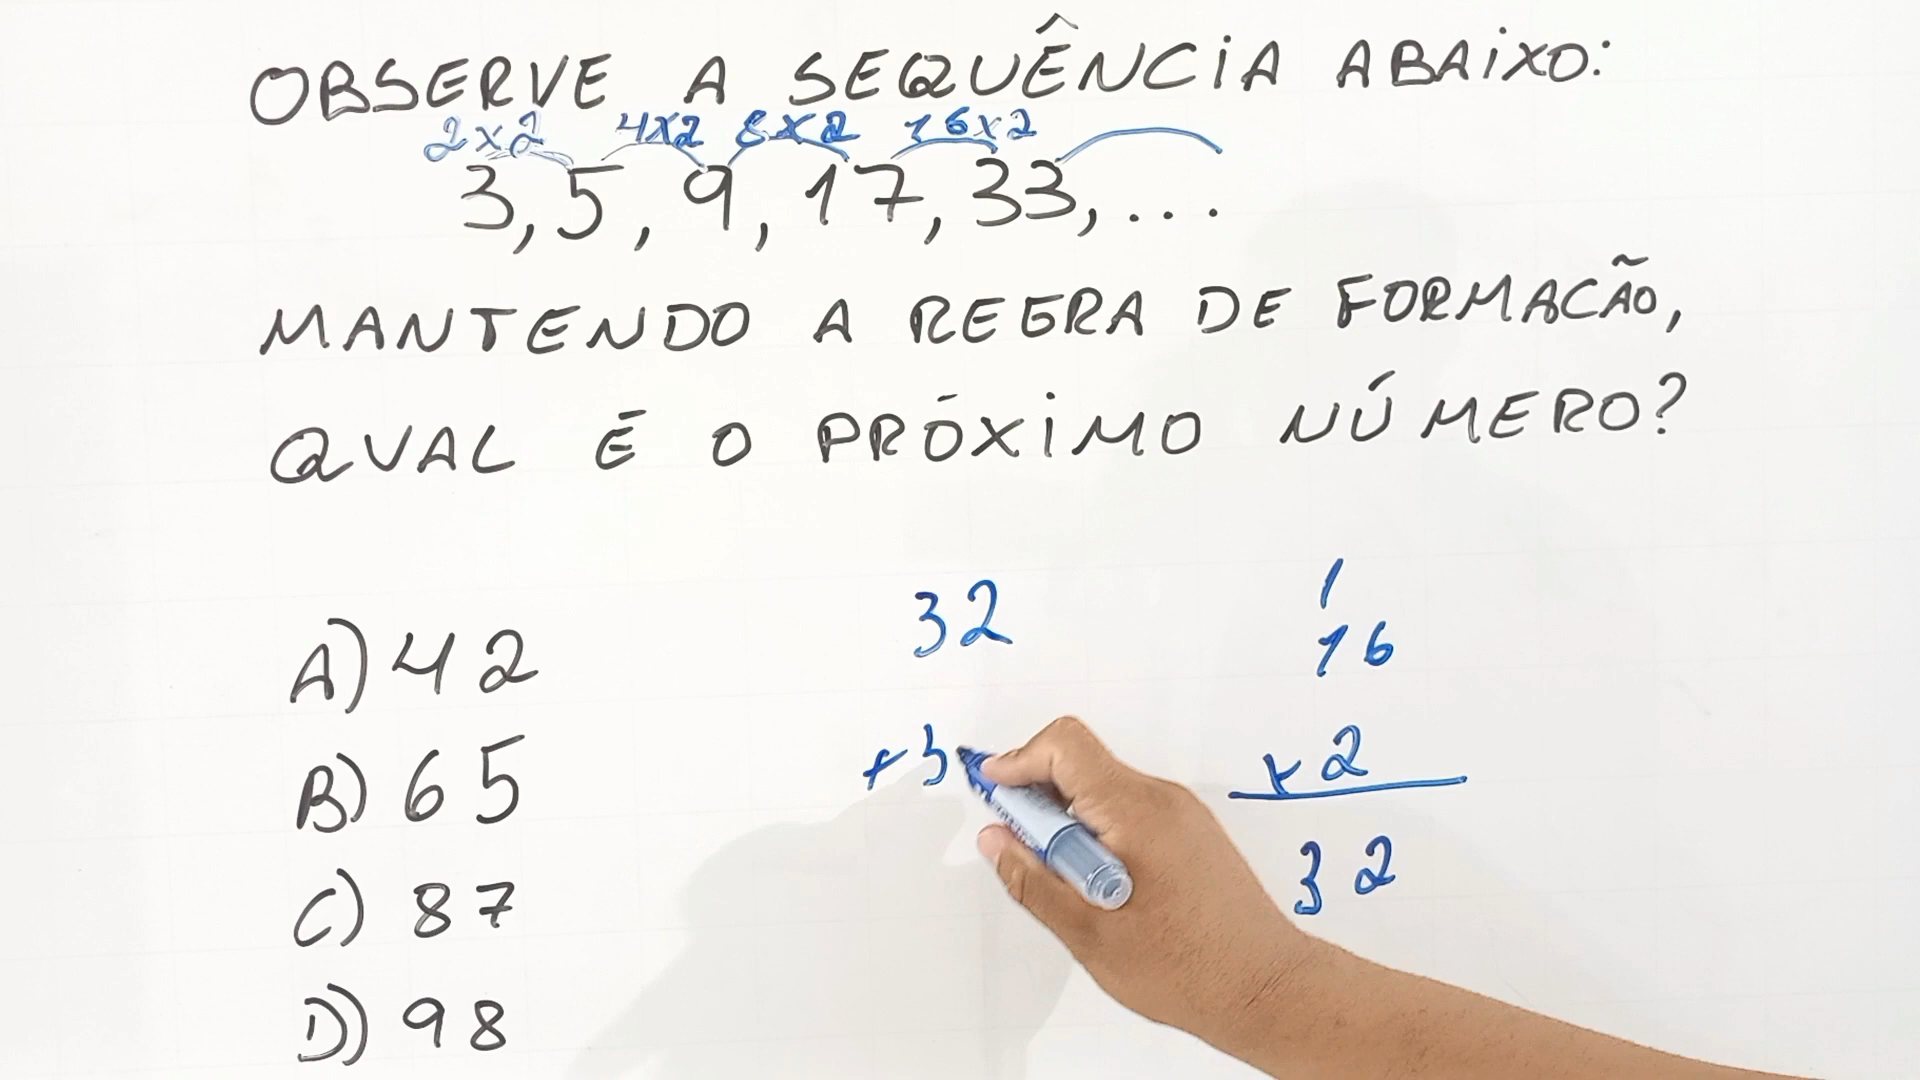 OBSERVE A SEQUÊNCIA ABAIXO:
2x2 4x2 8x2 16x2
3, 5, 9, 17, 33, ...
MANTENDO A REGRA DE FORMACÃO,
QUAL É O PRÓXIMO NÚMERO?
A) 42
B) 65
C) 87
D) 98
32
+3
1
16
x2
32